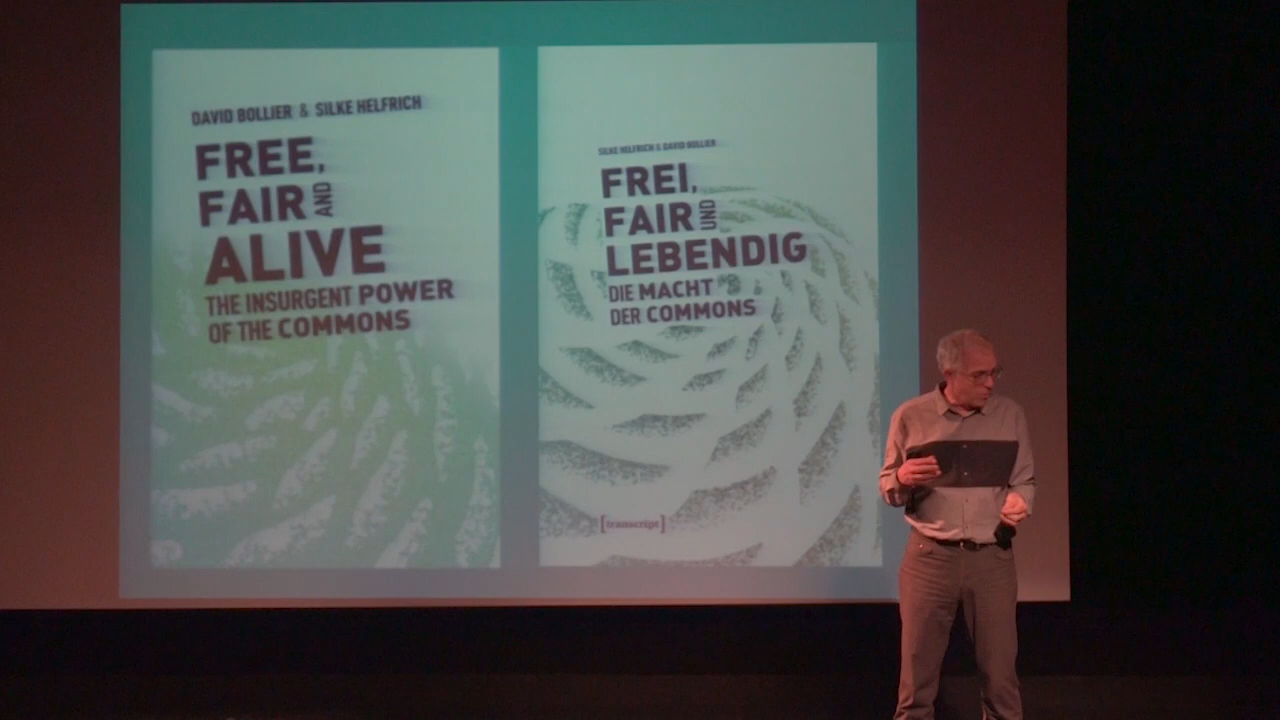 DAVID BOLLIER & SILKE HELFRICH
FREE,
FAIR AND
ALIVE
THE INSURGENT POWER
OF THE COMMONS
SILKE HELFRICH & DAVID BOLLIER
FREI,
FAIR UND
LEBENDIG
DIE MACHT
DER COMMONS
[transcript]